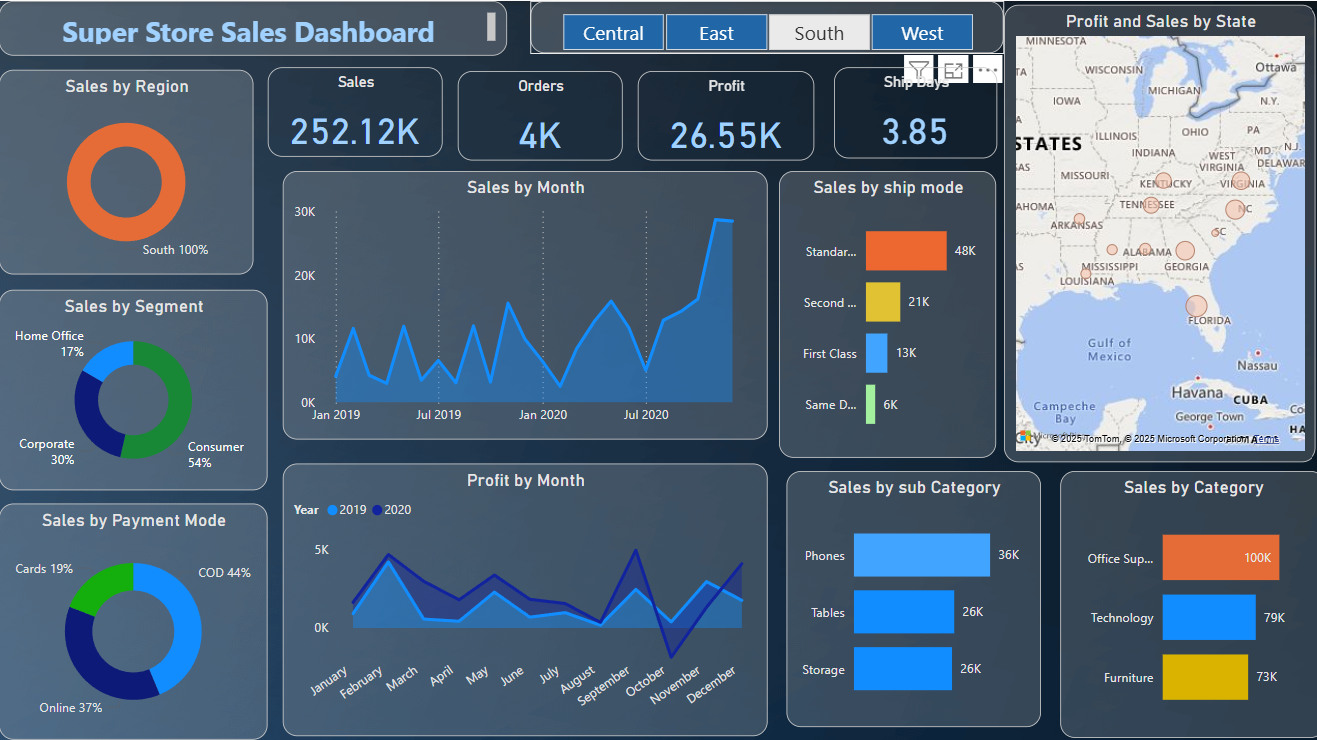 Super Store Sales Dashboard
Central
East
South
West
Sales by Region
South 100%
Sales
252.12K
Orders
4K
Profit
26.55K
Ship Days
3.85
Profit and Sales by State
MINNESOTA
WISCONSIN
Ottawa
MICHIGAN
IOWA
N.Y.
ILLINOIS
OHIO
PA
STATES
INDIANA
MD
N.J.
WEST
VIRGINIA
DELAWAR
MISSOURI
KENTUCKY
VIRGINIA
AHOMA
TENNESSEE
NC
ARKANSAS
SC
ALABAMA
MISSISSIPPI
GEORGIA
LOUISIANA
FLORIDA
Gulf of
Mexico
Nassau
Havana
CUBA
Campeche
Bay
George Town
© 2025 TomTom, © 2025 Microsoft Corporation Terms
Sales by Month
30K
20K
10K
0K
Jan 2019
Jul 2019
Jan 2020
Jul 2020
Sales by ship mode
Standar...
48K
Second ...
21K
First Class
13K
Same D...
6K
Sales by Segment
Home Office
17%
Corporate
30%
Consumer
54%
Sales by Payment Mode
Cards 19%
COD 44%
Online 37%
Profit by Month
Year
2019
2020
5K
0K
January
February
March
April
May
June
July
August
September
October
November
December
Sales by sub Category
Phones
36K
Tables
26K
Storage
26K
Sales by Category
Office Sup...
100K
Technology
79K
Furniture
73K